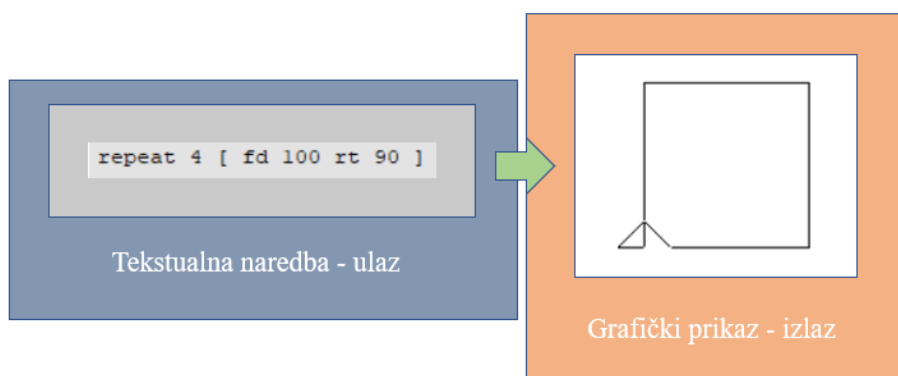 repeat 4 [ fd 100 rt 90 ]
Tekstualna naredba - ulaz
Grafički prikaz - izlaz